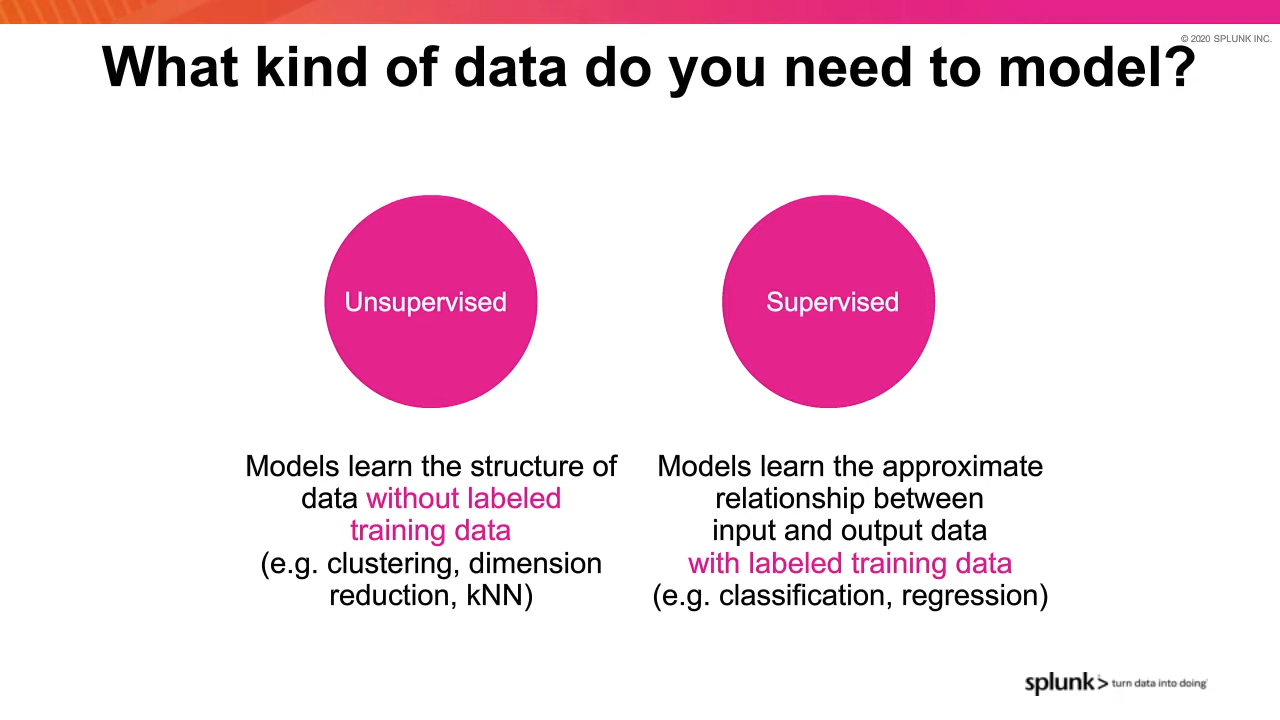 © 2020 SPLUNK INC.
What kind of data do you need to model?
Unsupervised
Supervised
Models learn the structure of
data without labeled
training data
(e.g. clustering, dimension
reduction, kNN)
Models learn the approximate
relationship between
input and output data
with labeled training data
(e.g. classification, regression)
splunk> turn data into doing